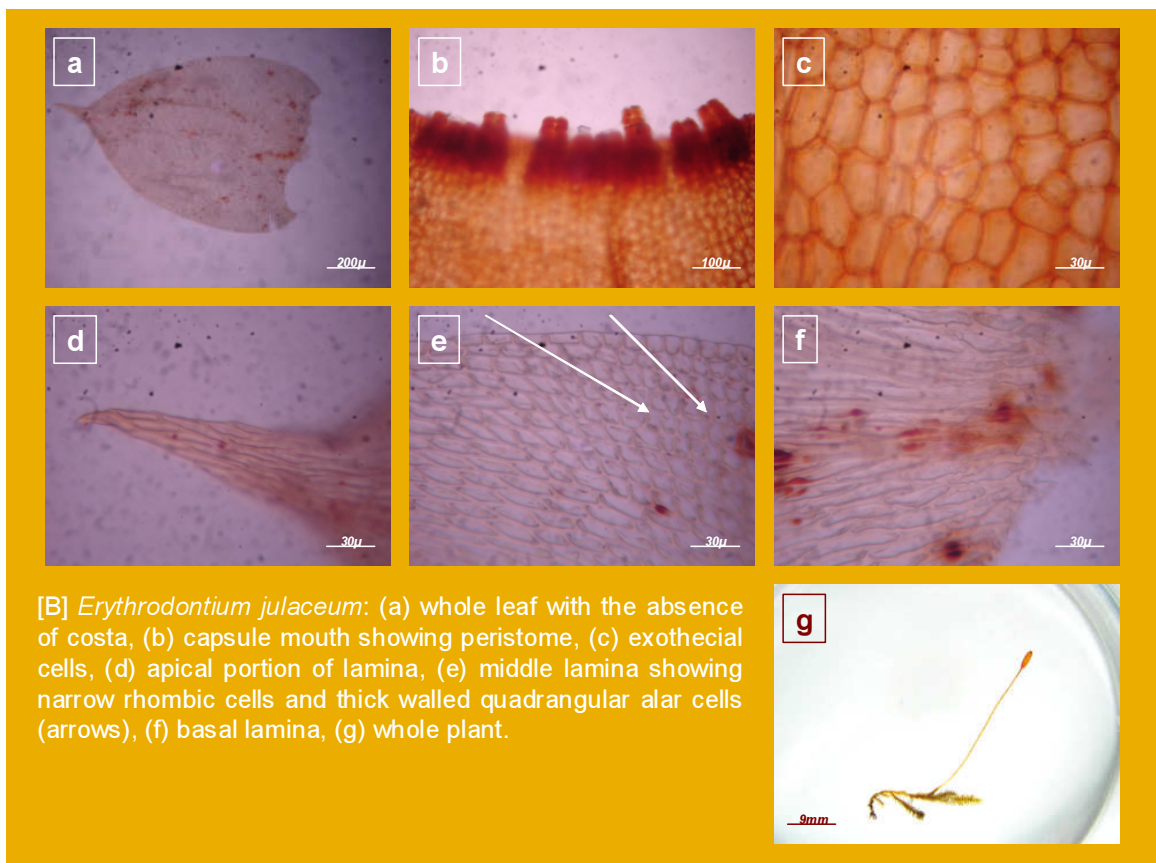 a
b
c
200μ
100μ
30μ
d
e
f
30μ
30μ
30μ
[B] Erythrodontium julaceum: (a) whole leaf with the absence
of costa, (b) capsule mouth showing peristome, (c) exothecial
cells, (d) apical portion of lamina, (e) middle lamina showing
narrow rhombic cells and thick walled quadrangular alar cells
(arrows), (f) basal lamina, (g) whole plant.
g
9mm